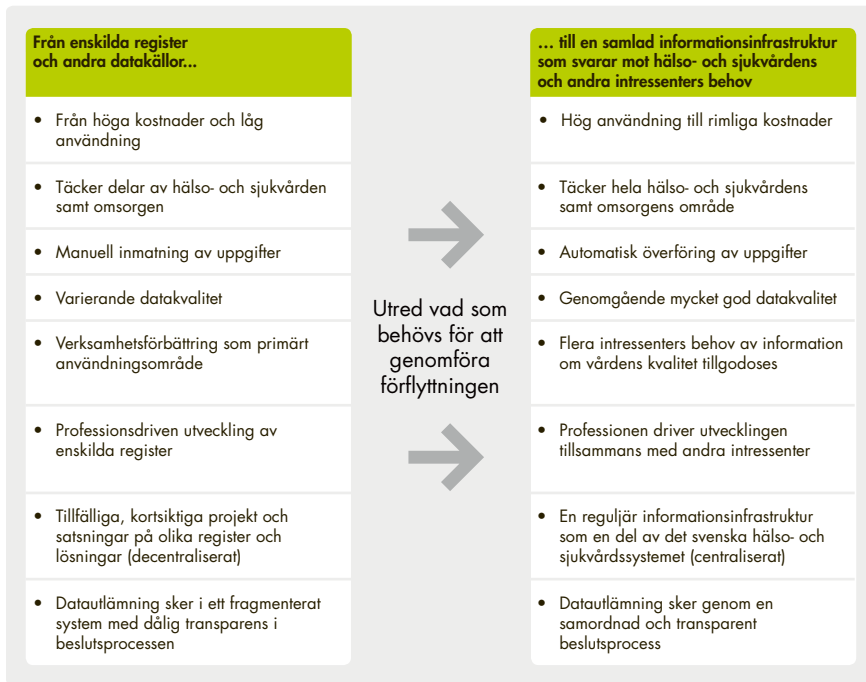 Från enskilda register
och andra datakällor...
• Från höga kostnader och låg
användning
• Täcker delar av hälso- och sjukvården
samt omsorgen
• Manuell inmatning av uppgifter
• Varierande datakvalitet
• Verksamhetsförbättring som primärt
användningsområde
• Professionsdriven utveckling av
enskilda register
• Tillfälliga, kortsiktiga projekt och
satsningar på olika register och
lösningar (decentraliserat)
• Datautlämning sker i ett fragmenterat
system med dålig transparens i
beslutsprocessen
Utred vad som
behövs för att
genomföra
förflyttningen
... till en samlad informationsinfrastruktur
som svarar mot hälso- och sjukvårdens
och andra intressenters behov
• Hög användning till rimliga kostnader
• Täcker hela hälso- och sjukvårdens
samt omsorgens område
• Automatisk överföring av uppgifter
• Genomgående mycket god datakvalitet
• Flera intressenters behov av information
om vårdens kvalitet tillgodoses
• Professionen driver utvecklingen
tillsammans med andra intressenter
• En reguljär informationsinfrastruktur
som en del av det svenska hälso- och
sjukvårdssystemet (centraliserat)
• Datautlämning sker genom en
samordnad och transparent
beslutsprocess